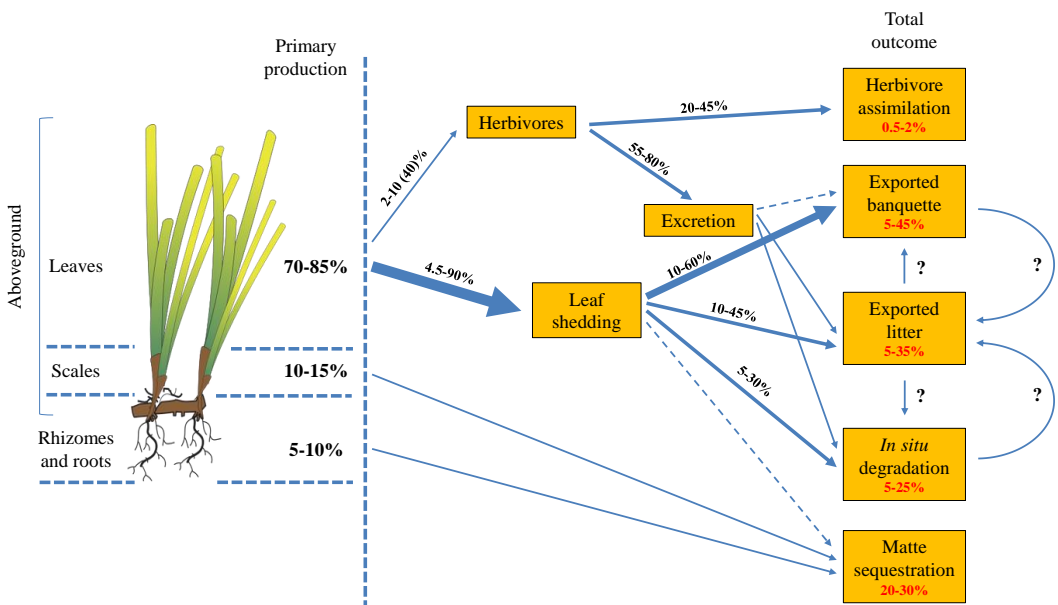 Total
outcome
Primary
production
Aboveground
Leaves
Scales
Rhizomes
and roots
70-85%
10-15%
5-10%
2-10 (40)%
4.5-90%
Herbivores
20-45%
55-80%
Excretion
Leaf
shedding
10-60%
10-45%
5-30%
Herbivore
assimilation
0.5-2%
Exported
banquette
5-45%
?
?
Exported
litter
5-35%
?
?
In situ
degradation
5-25%
Matte
sequestration
20-30%